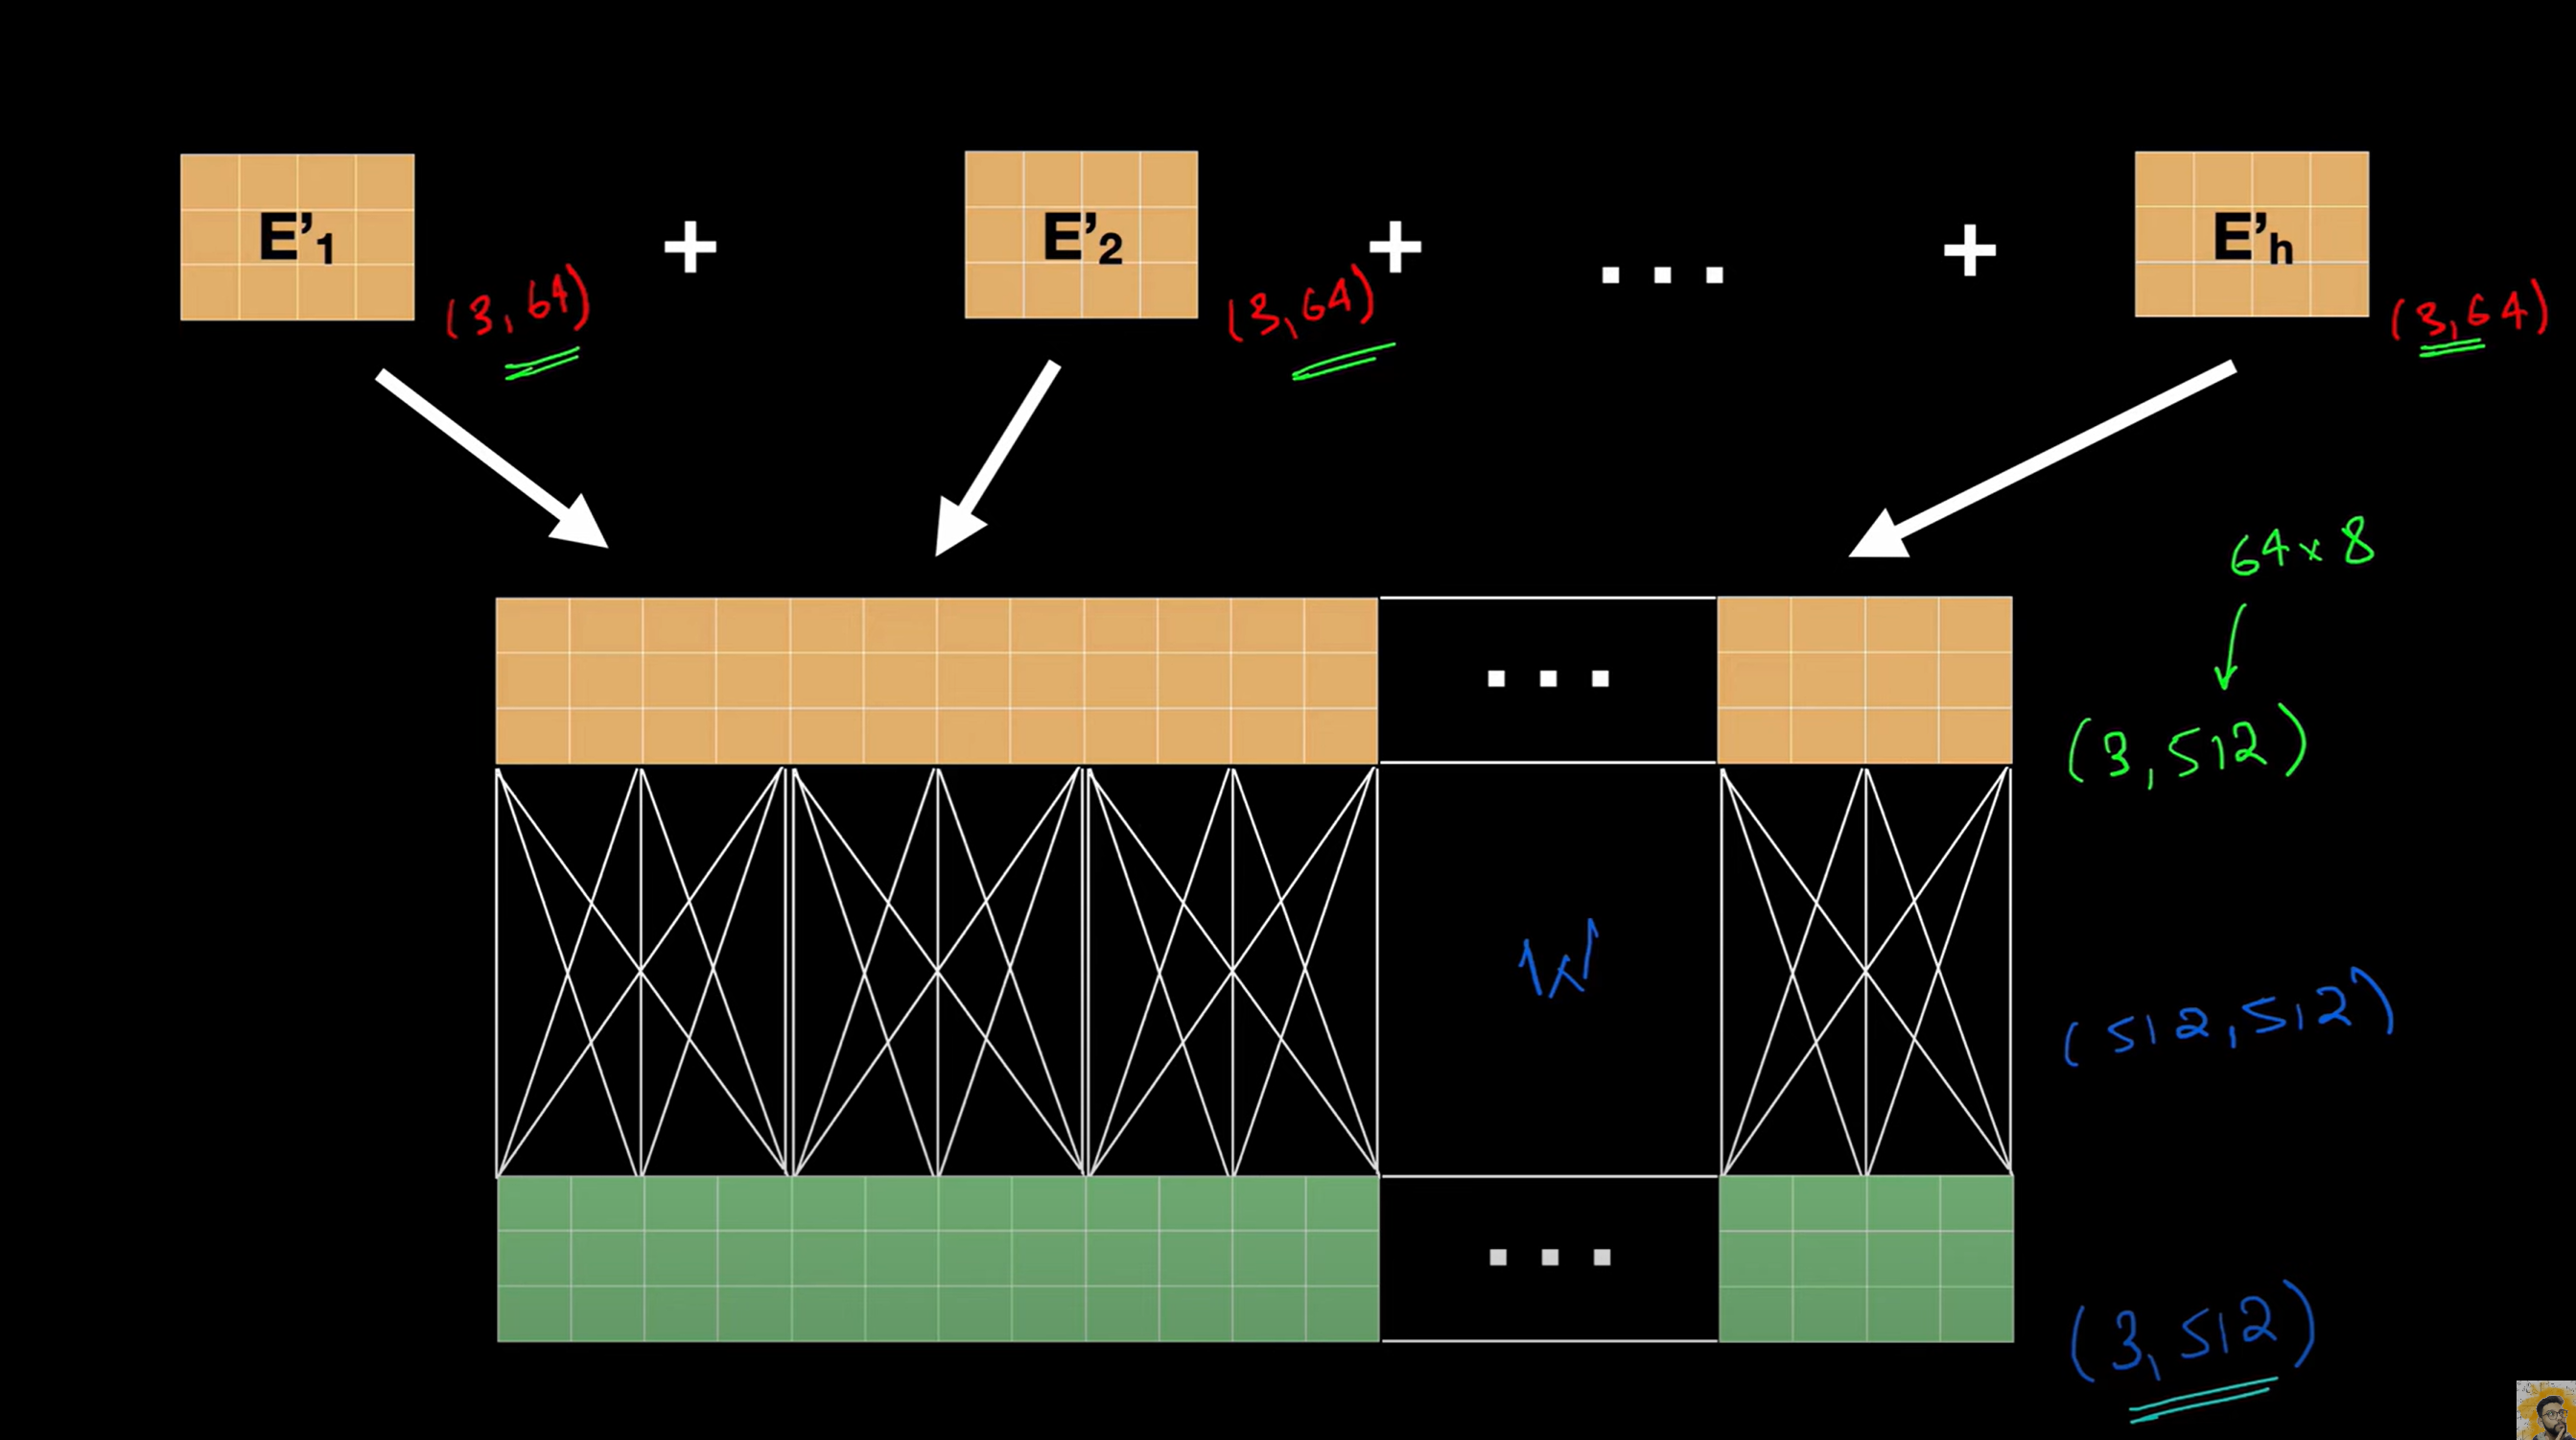 E’1 + E’2 + ... + E’h
(3, 64) (3, 64) (3, 64)
64 x 8
...
(3, 512)
W
(512, 512)
...
(3, 512)